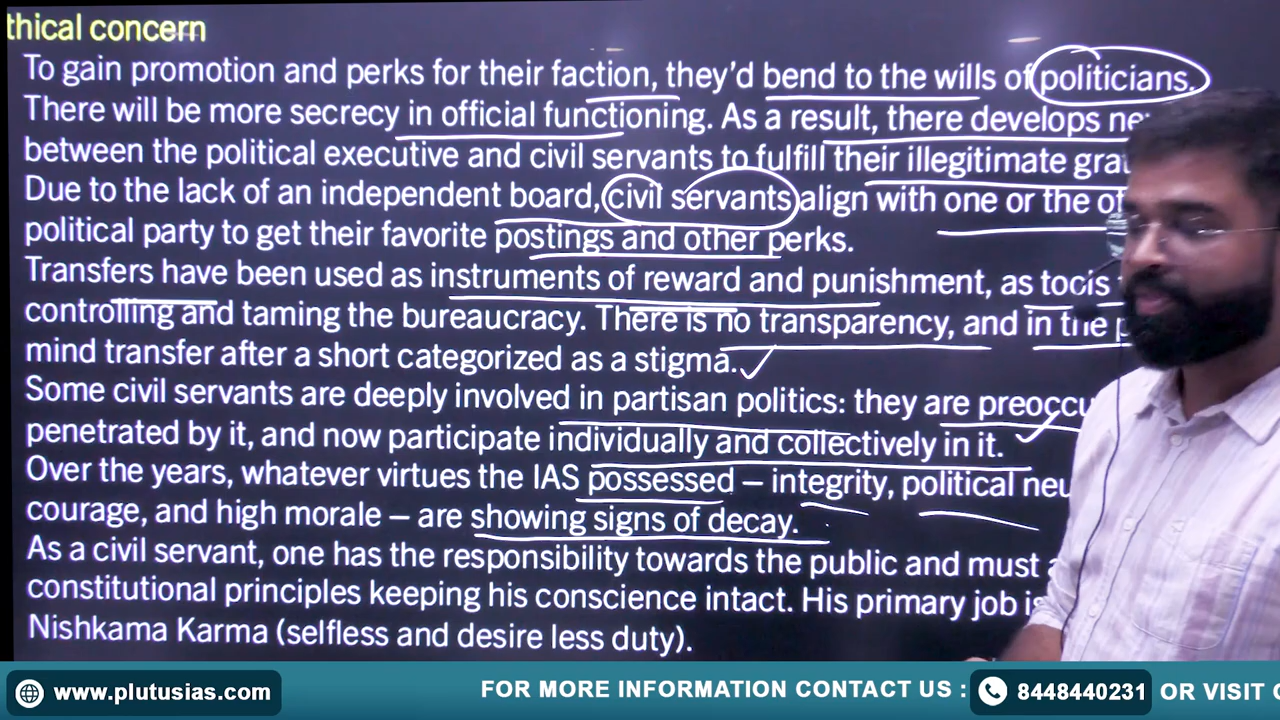 thical concern
To gain promotion and perks for their faction, they'd bend to the wills of politicians.
There will be more secrecy in official functioning. As a result, there develops
between the political executive and civil servants to fulfill their illegitimate
Due to the lack of an independent board, civil servants align with one or the
political party to get their favorite postings and other perks.
Transfers have been used as instruments of reward and punishment, as tools
controlling and taming the bureaucracy. There is no transparency, and in the
mind transfer after a short categorized as a stigma.
Some civil servants are deeply involved in partisan politics: they are
penetrated by it, and now participate individually and collectively in it.
Over the years, whatever virtues the IAS possessed – integrity, political
courage, and high morale – are showing signs of decay.
As a civil servant, one has the responsibility towards the public and must
constitutional principles keeping his conscience intact. His primary job is
Nishkama Karma (selfless and desire less duty).
www.plutusias.com FOR MORE INFORMATION CONTACT US : 8448440231 OR VISIT